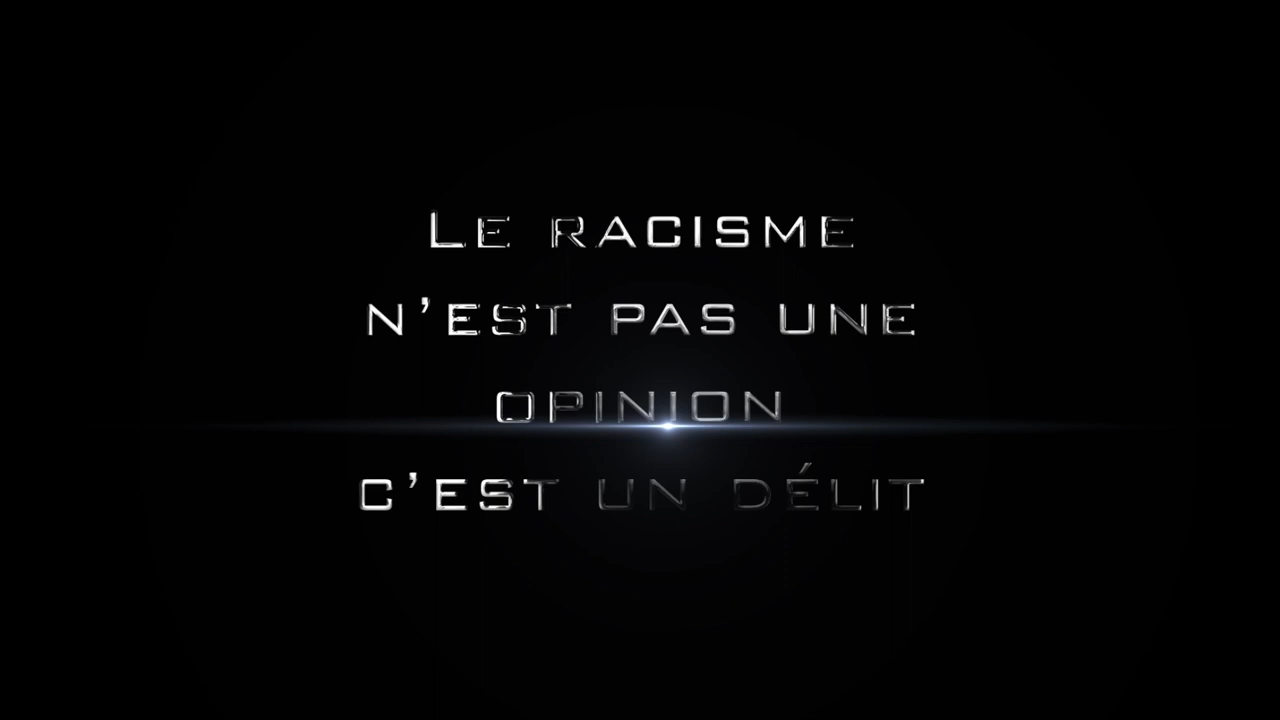 Le racisme
n’est pas une
opinion
c’est un délit